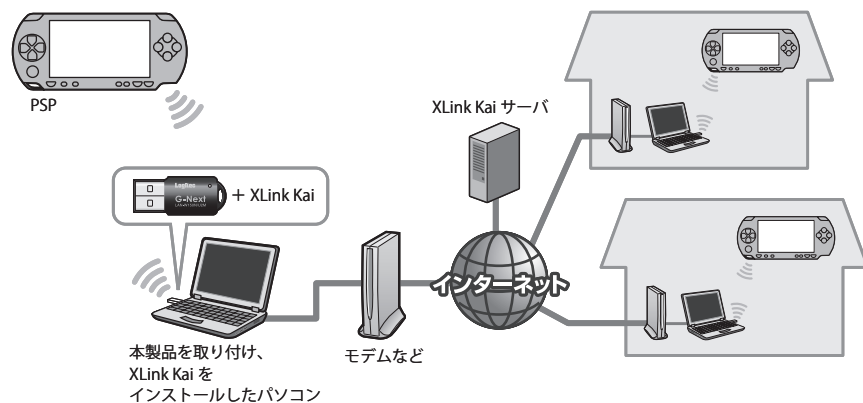 PSP
XLink Kai サーバ
Logitec
G-Next
+ XLink Kai
インターネット
本製品を取り付け、
XLink Kai を
インストールしたパソコン
モデムなど